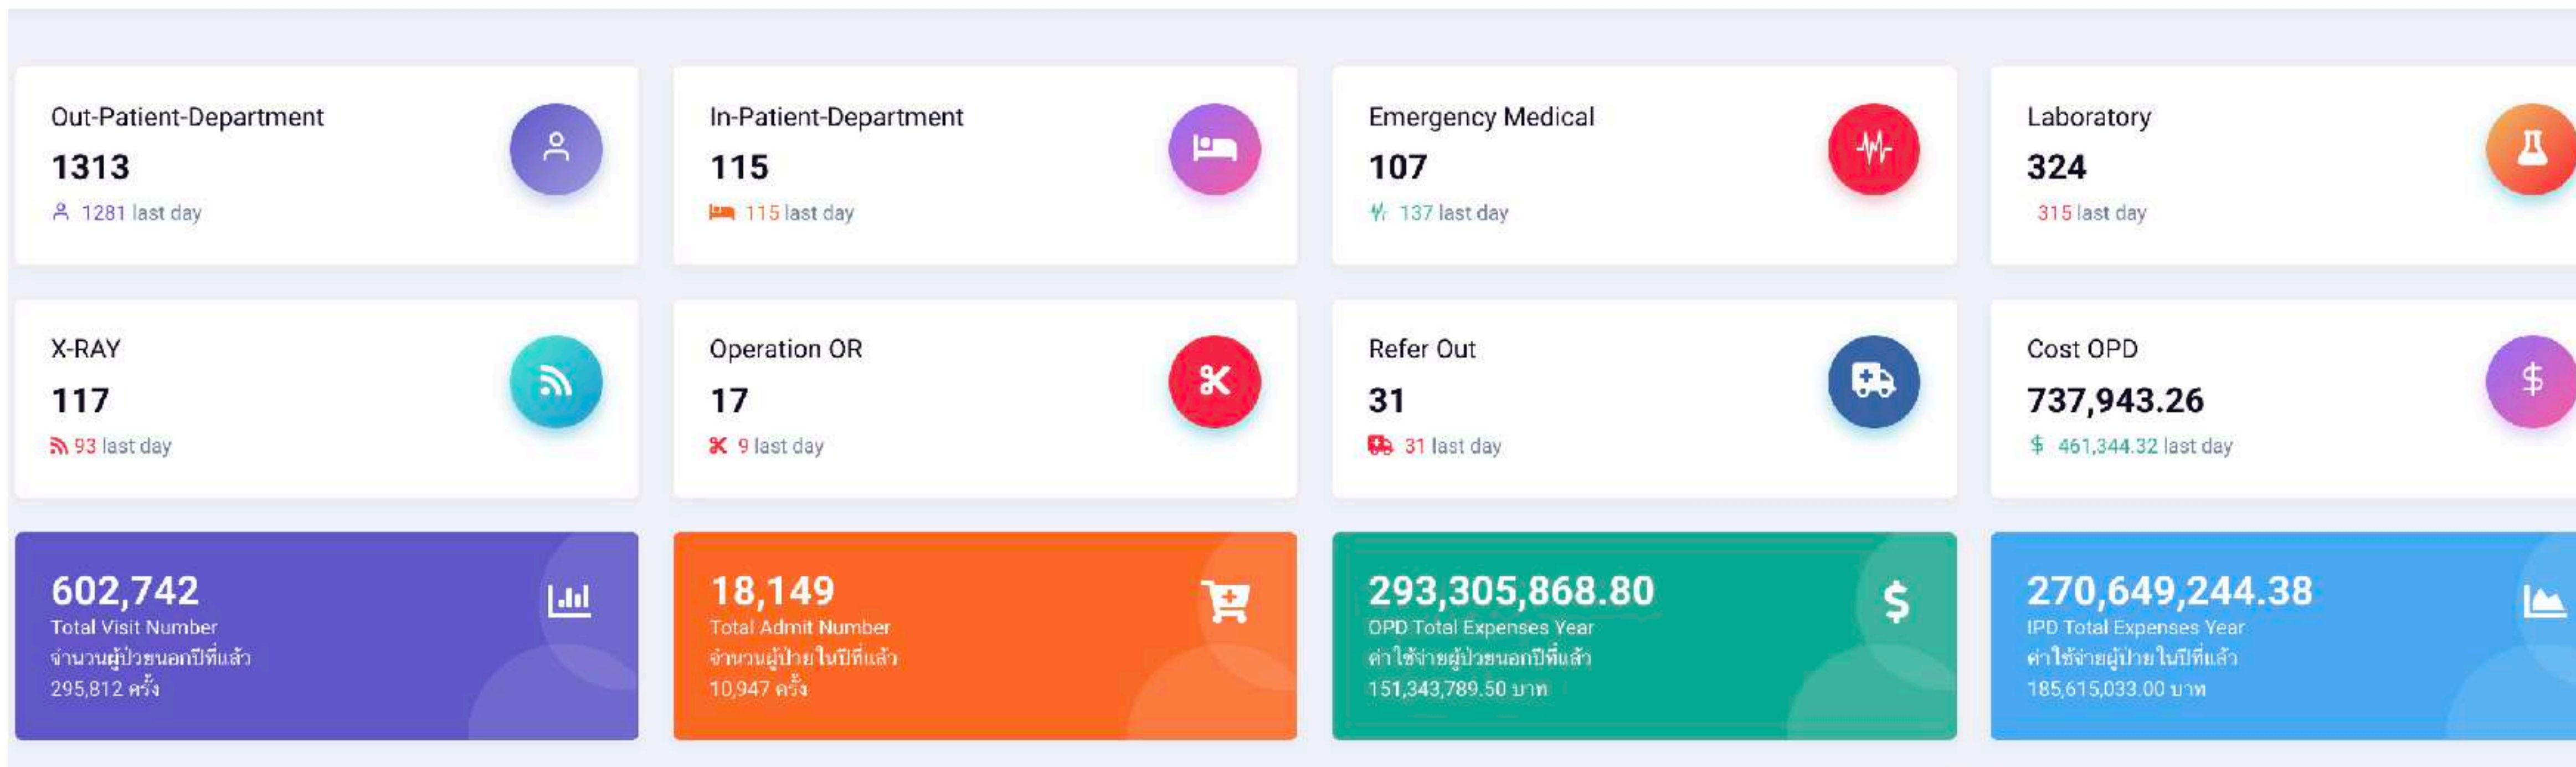 Out-Patient-Department
1313
1281 last day
In-Patient-Department
115
115 last day
Emergency Medical
107
137 last day
Laboratory
324
315 last day
X-RAY
117
93 last day
Operation OR
17
9 last day
Refer Out
31
31 last day
Cost OPD
737,943.26
$ 461,344.32 last day
602,742
Total Visit Number
จำนวนผู้ป่วยนอกปีที่แล้ว
295,812 ครั้ง
18,149
Total Admit Number
จำนวนผู้ป่วยในปีที่แล้ว
10,947 ครั้ง
293,305,868.80
OPD Total Expenses Year
ค่าใช้จ่ายผู้ป่วยนอกปีที่แล้ว
151,343,789.50 บาท
270,649,244.38
IPD Total Expenses Year
ค่าใช้จ่ายผู้ป่วยในปีที่แล้ว
185,615,033.00 บาท